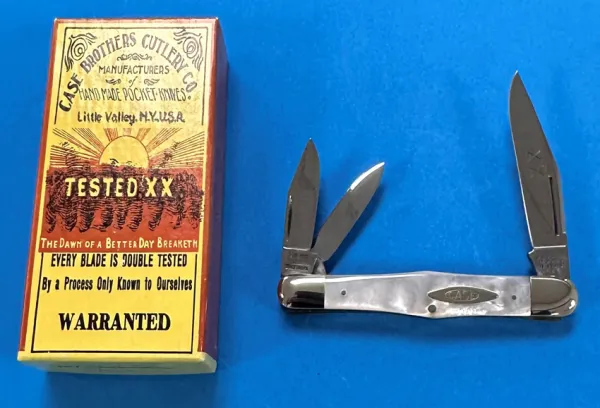 CASE BROTHERS CUTLERY CO.
MANUFACTURERS
of
HAND MADE POCKET KNIVES.
Little Valley, N.Y. U.S.A.
TESTED XX
THE DAWN OF A BETTER DAY BREAKETH
EVERY BLADE IS DOUBLE TESTED
By a Process Only Known to Ourselves
WARRANTED
CASE